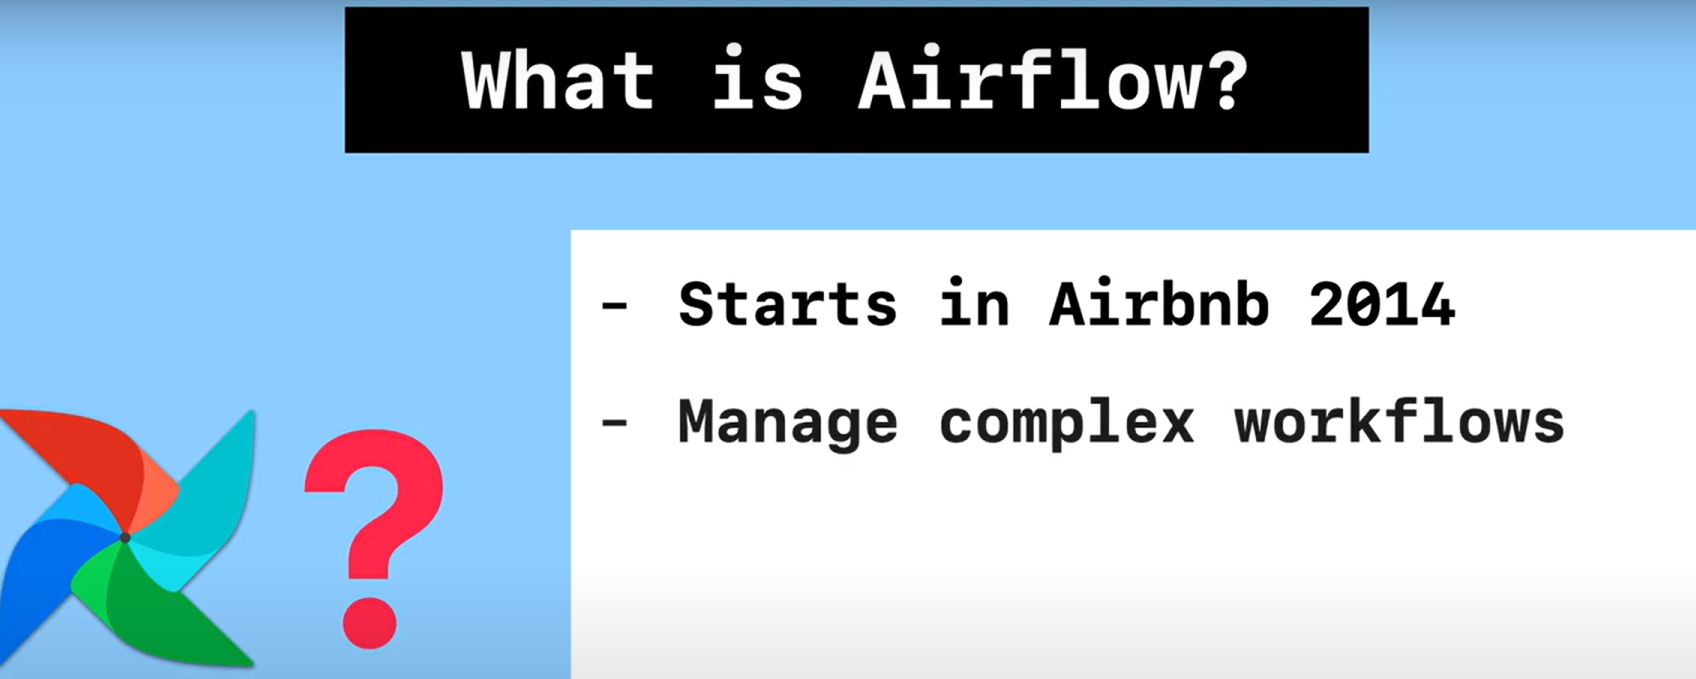 What is Airflow?
- Starts in Airbnb 2014
- Manage complex workflows
?